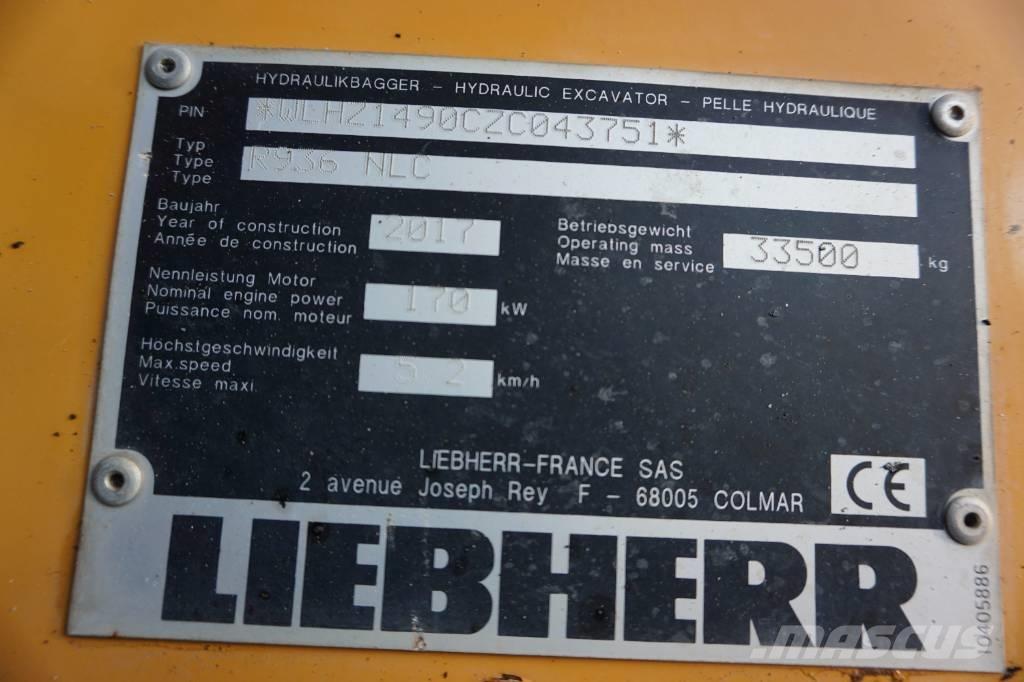 HYDRAULIKBAGGER - HYDRAULIC EXCAVATOR - PELLE HYDRAULIQUE
PIN *WLHZ1490CZC043751*
Typ
Type R936 NLC
Type
Baujahr
Year of construction 2017
Année de construction
Betriebsgewicht
Operating mass 33500 kg
Masse en service
Nennleistung Motor
Nominal engine power 170 kW
Puissance nom. moteur
Höchstgeschwindigkeit
Max.speed 5.2 km/h
Vitesse maxi.
LIEBHERR-FRANCE SAS
2 avenue Joseph Rey F - 68005 COLMAR
CE
LIEBHERR
10405886
MASCUS